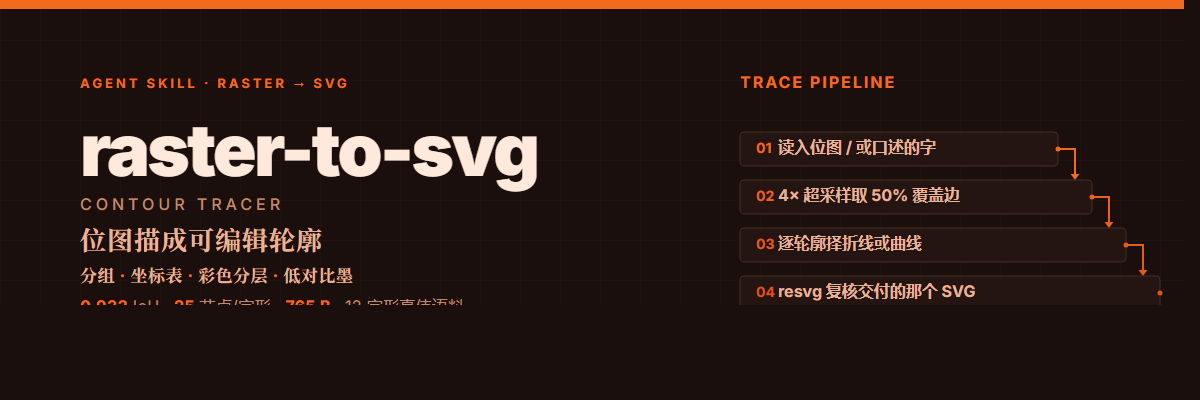 AGENT SKILL · RASTER → SVG
raster-to-svg
CONTOUR TRACER
位图描成可编辑轮廓
分组 · 坐标表 · 彩色分层 · 低对比墨
TRACE PIPELINE
01 读入位图 / 或口述的字
02 4× 超采样取 50% 覆盖边
03 逐轮廓择折线或曲线
04 resvg 复核交付的那个 SVG